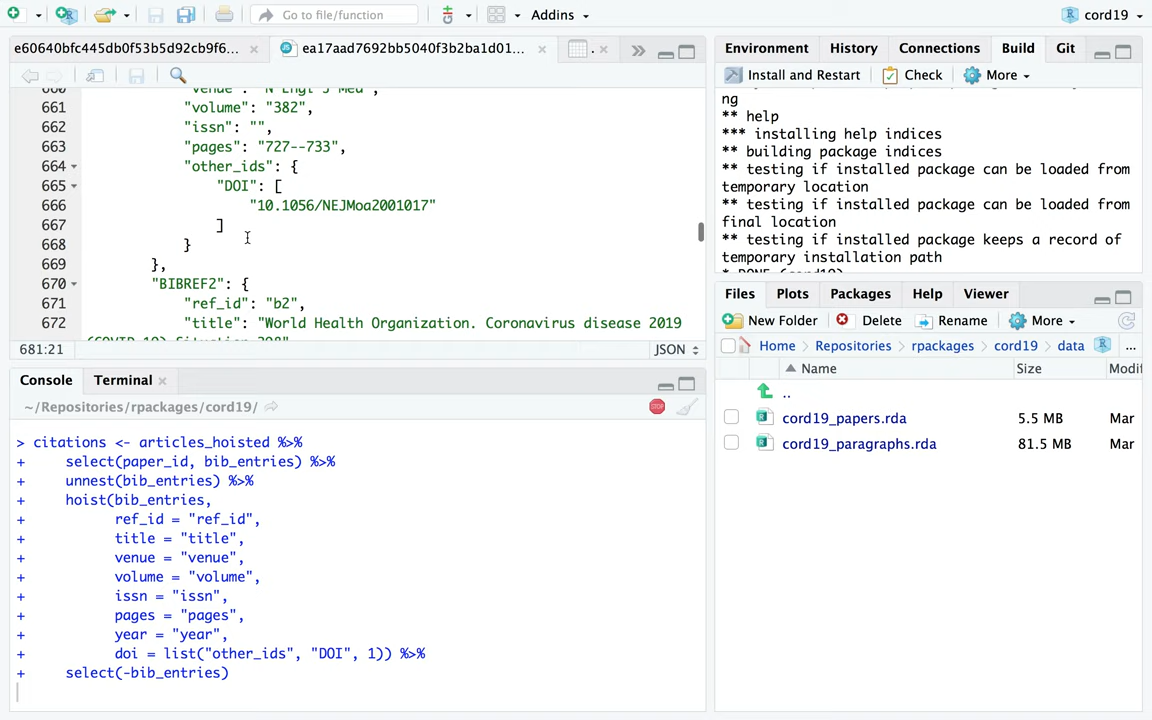 Go to file/function
Addins
cord19
e60640bfc445db0f53b5d92cb9f6...
ea17aad7692bb5040f3b2ba1d01...
660 "venue": "N Engl J Med",
661 "volume": "382",
662 "issn": "",
663 "pages": "727--733",
664 "other_ids": {
665 "DOI": [
666 "10.1056/NEJMoa2001017"
667 ]
668 }
669 },
670 "BIBREF2": {
671 "ref_id": "b2",
672 "title": "World Health Organization. Coronavirus disease 2019
681:21
JSON
Console
Terminal
~/Repositories/rpackages/cord19/
STOP
> citations <- articles_hoisted %>%
+ select(paper_id, bib_entries) %>%
+ unnest(bib_entries) %>%
+ hoist(bib_entries,
+ ref_id = "ref_id",
+ title = "title",
+ venue = "venue",
+ volume = "volume",
+ issn = "issn",
+ pages = "pages",
+ year = "year",
+ doi = list("other_ids", "DOI", 1)) %>%
+ select(-bib_entries)
Environment
History
Connections
Build
Git
Install and Restart
Check
More
ng
** help
*** installing help indices
** building package indices
** testing if installed package can be loaded from
temporary location
** testing if installed package can be loaded from
final location
** testing if installed package keeps a record of
temporary installation path
* DONE (cord19)
Files
Plots
Packages
Help
Viewer
New Folder
Delete
Rename
More
Home
Repositories
rpackages
cord19
data
...
Name
Size
Modif
..
cord19_papers.rda 5.5 MB Mar
cord19_paragraphs.rda 81.5 MB Mar